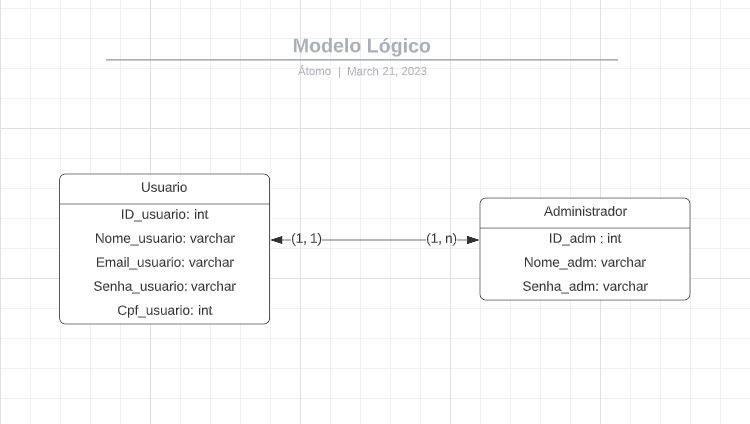 Modelo Lógico
Átomo | March 21, 2023
Usuario
ID_usuario: int
Nome_usuario: varchar
Email_usuario: varchar
Senha_usuario: varchar
Cpf_usuario: int
(1, 1)
(1, n)
Administrador
ID_adm : int
Nome_adm: varchar
Senha_adm: varchar